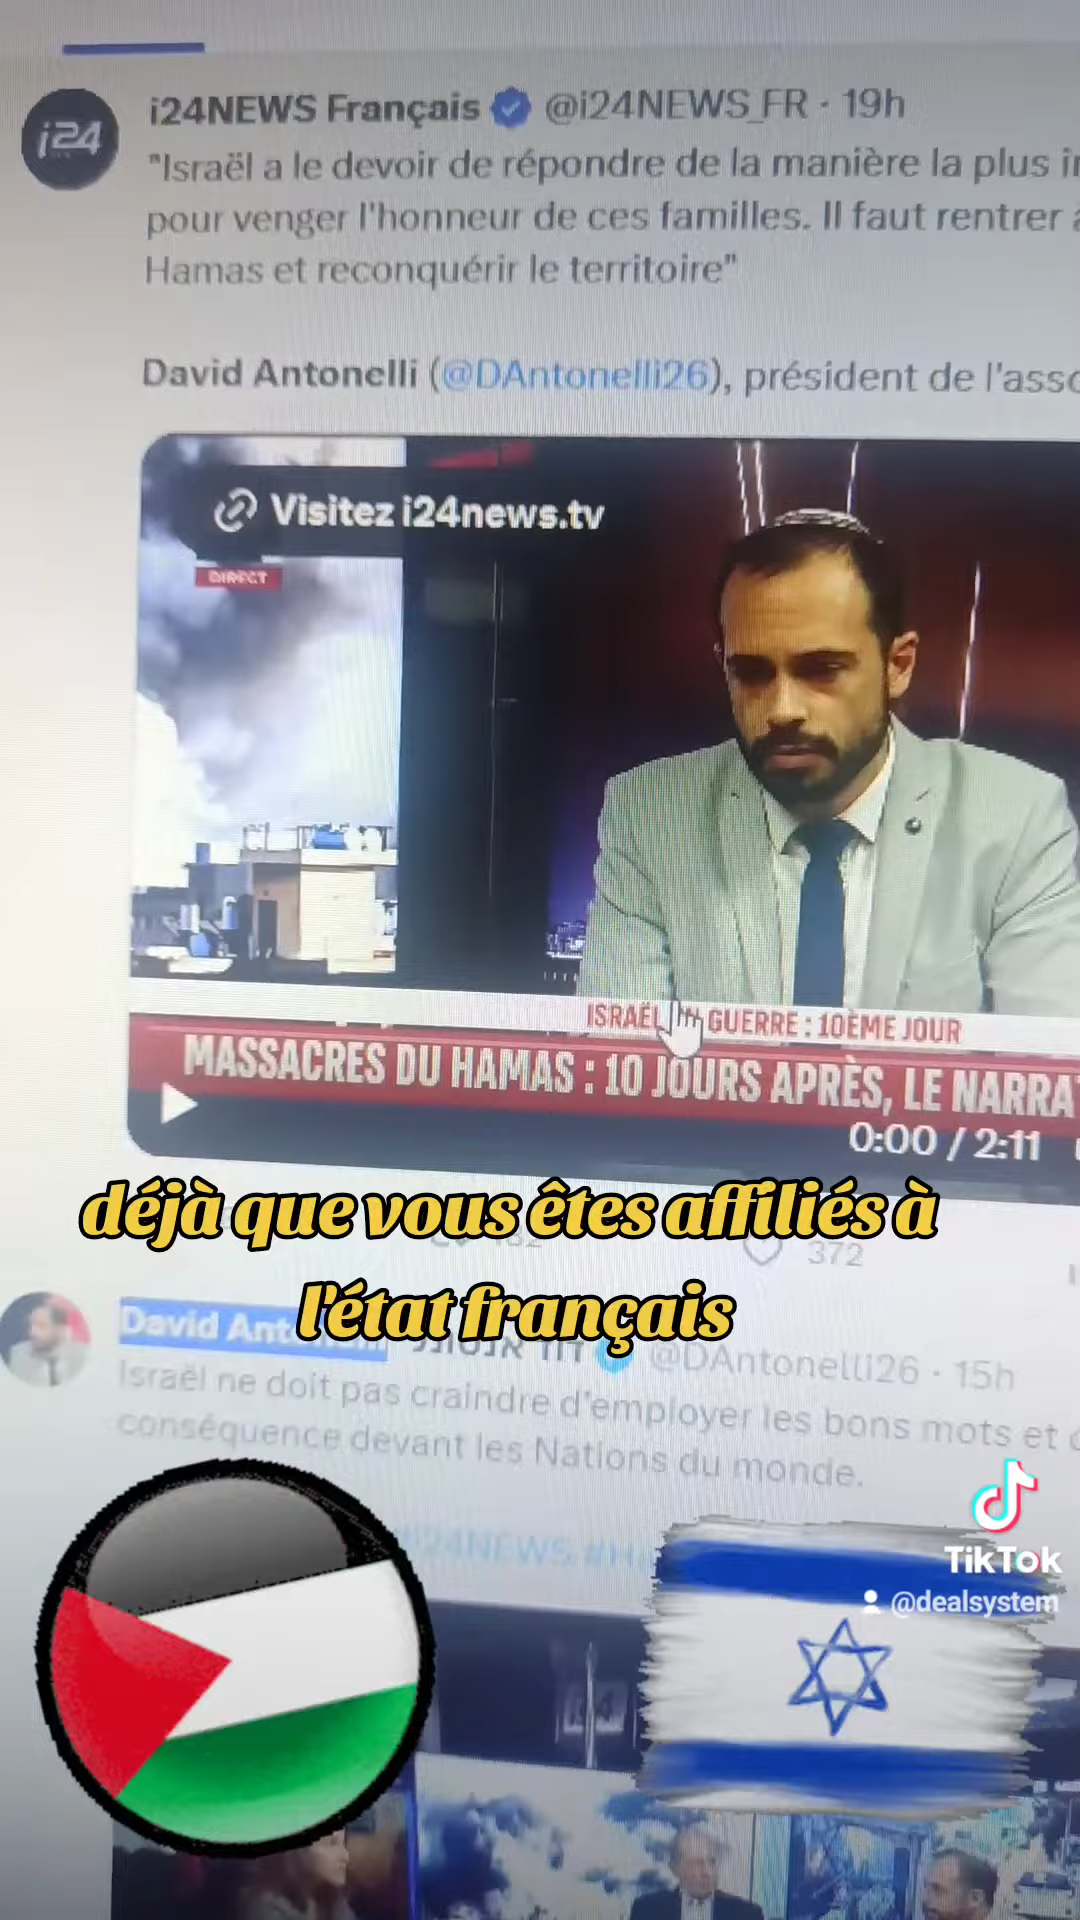 i24NEWS Français @i24NEWS_FR · 19h
i24
"Israël a le devoir de répondre de la manière la plus
pour venger l'honneur de ces familles. Il faut rentrer
Hamas et reconquérir le territoire"
David Antonelli (@DAntonelli26), président de l'asso
Visitez i24news.tv
DIRECT
ISRAËL GUERRE : 10ÈME JOUR
MASSACRES DU HAMAS : 10 JOURS APRÈS, LE NARRA
0:00 / 2:11
déjà que vous êtes affiliés à
372
l'état français
David Ant @DAntonelli26 · 15h
Israël ne doit pas craindre d'employer les bons mots et
conséquence devant les Nations du monde.
#i24NEWS
TikTok
@dealsystem